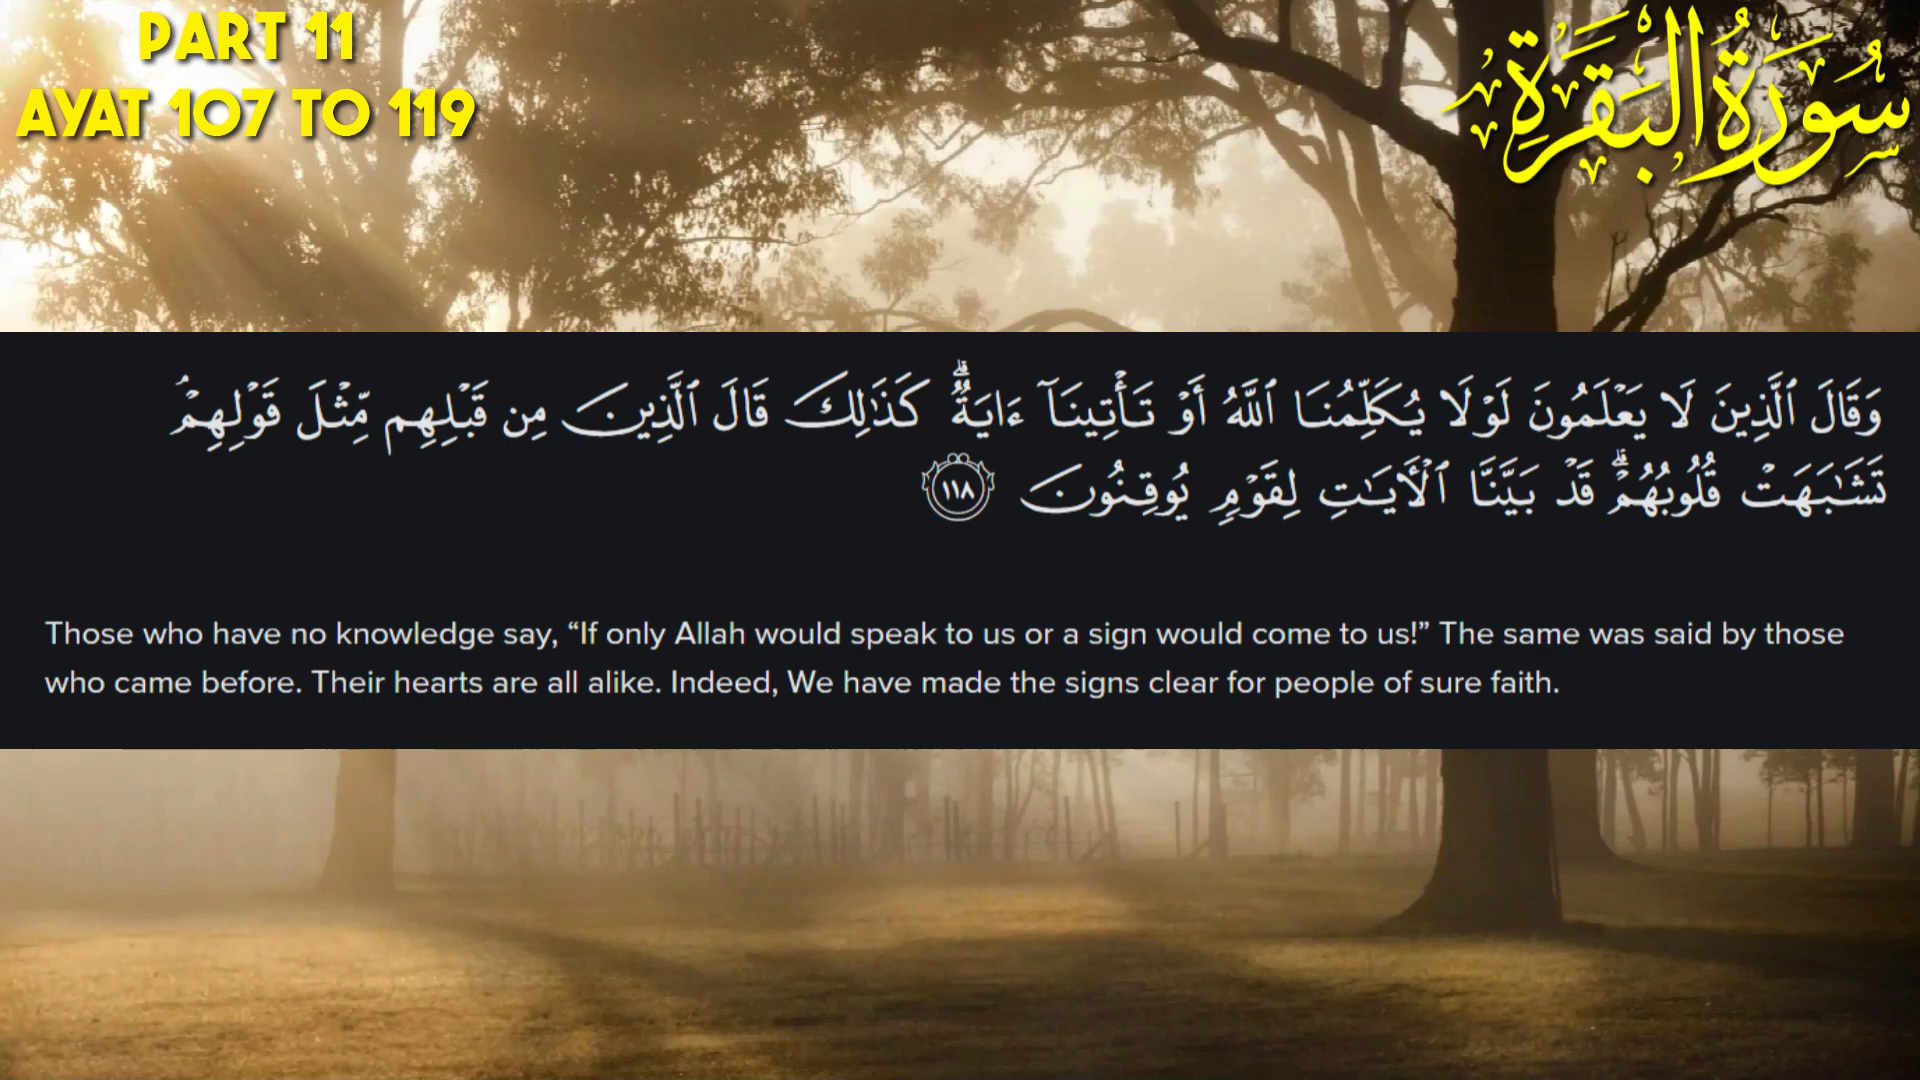 PART 11
AYAT 107 TO 119
سُورَةُ البَقَرَةِ
وَقَالَ ٱلَّذِينَ لَا يَعْلَمُونَ لَوْلَا يُكَلِّمُنَا ٱللَّهُ أَوْ تَأْتِينَآ ءَايَةٌ ۗ كَذَٰلِكَ قَالَ ٱلَّذِينَ مِن قَبْلِهِم مِّثْلَ قَوْلِهِمْ ۘ
تَشَـٰبَهَتْ قُلُوبُهُمْ ۗ قَدْ بَيَّنَّا ٱلْـَٔايَـٰتِ لِقَوْمٍ يُوقِنُونَ ١١٨
Those who have no knowledge say, “If only Allah would speak to us or a sign would come to us!” The same was said by those
who came before. Their hearts are all alike. Indeed, We have made the signs clear for people of sure faith.